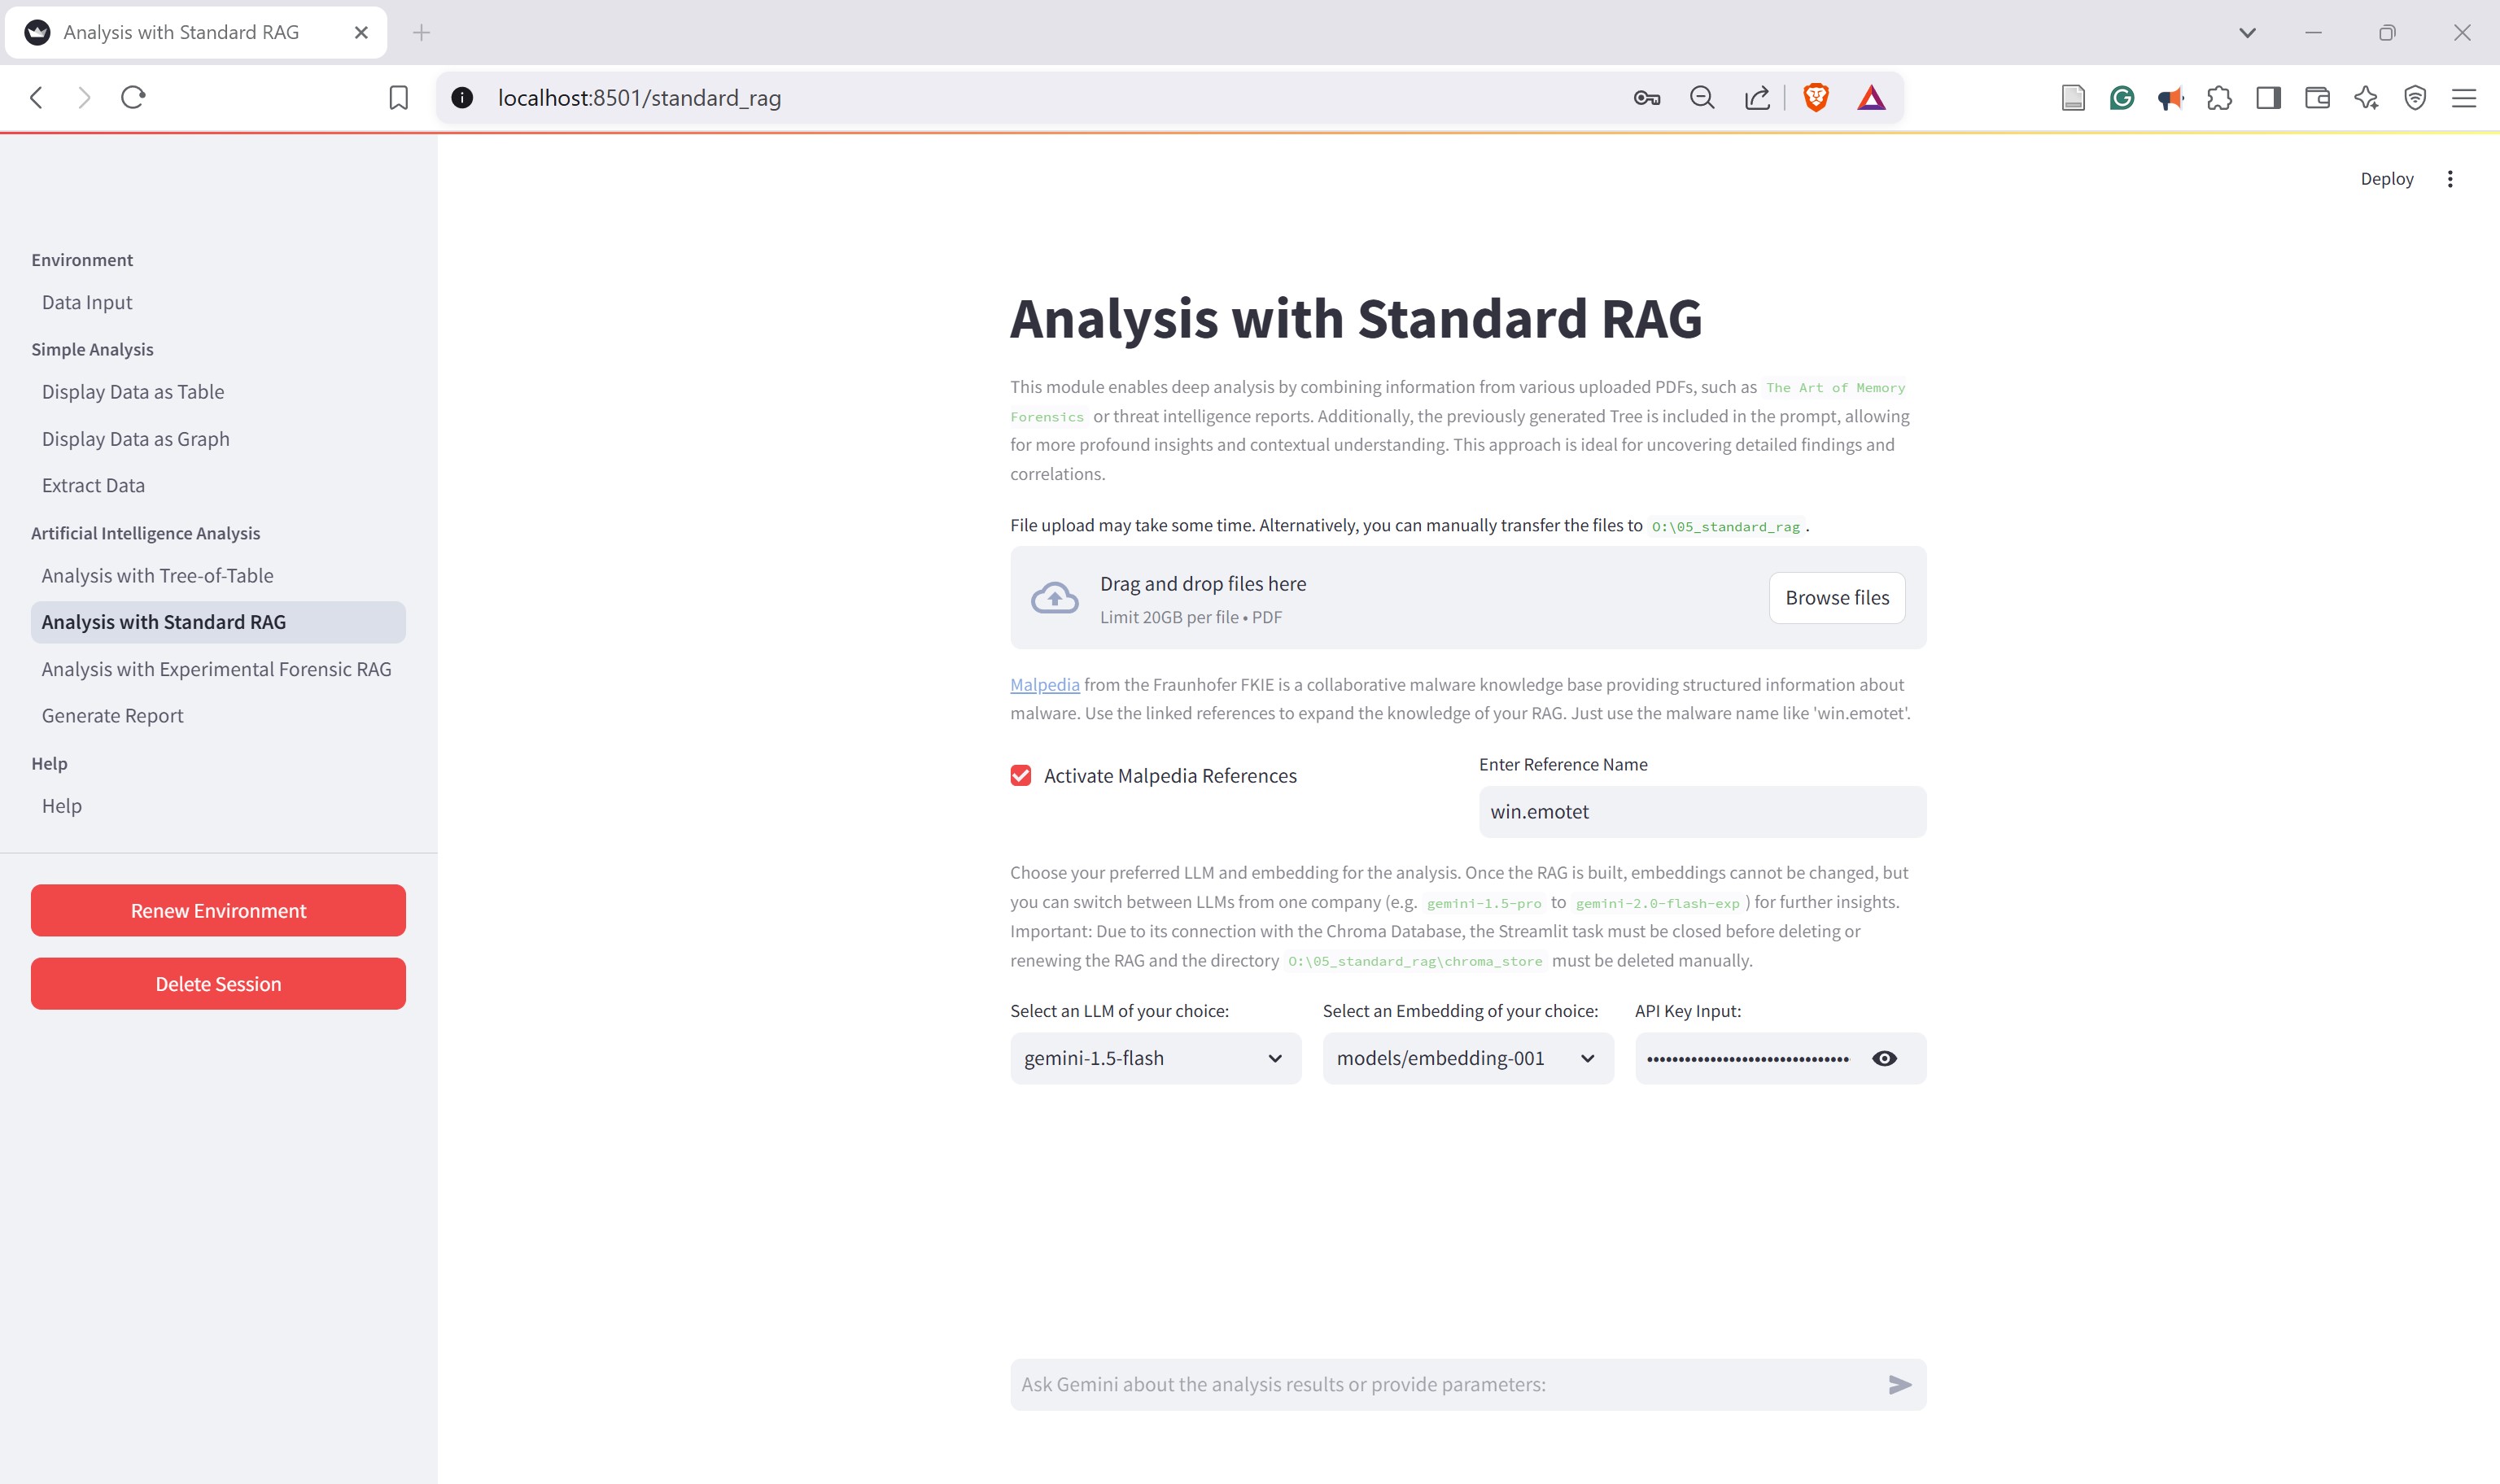 Analysis with Standard RAG
localhost:8501/standard_rag
Deploy
Environment
Data Input
Simple Analysis
Display Data as Table
Display Data as Graph
Extract Data
Artificial Intelligence Analysis
Analysis with Tree-of-Table
Analysis with Standard RAG
Analysis with Experimental Forensic RAG
Generate Report
Help
Help
Renew Environment
Delete Session
Analysis with Standard RAG
This module enables deep analysis by combining information from various uploaded PDFs, such as The Art of Memory
Forensics or threat intelligence reports. Additionally, the previously generated Tree is included in the prompt, allowing
for more profound insights and contextual understanding. This approach is ideal for uncovering detailed findings and
correlations.
File upload may take some time. Alternatively, you can manually transfer the files to O:\05_standard_rag .
Drag and drop files here
Limit 20GB per file • PDF
Browse files
Malpedia from the Fraunhofer FKIE is a collaborative malware knowledge base providing structured information about
malware. Use the linked references to expand the knowledge of your RAG. Just use the malware name like 'win.emotet'.
Activate Malpedia References
Enter Reference Name
win.emotet
Choose your preferred LLM and embedding for the analysis. Once the RAG is built, embeddings cannot be changed, but
you can switch between LLMs from one company (e.g. gemini-1.5-pro to gemini-2.0-flash-exp ) for further insights.
Important: Due to its connection with the Chroma Database, the Streamlit task must be closed before deleting or
renewing the RAG and the directory O:\05_standard_rag\chroma_store must be deleted manually.
Select an LLM of your choice:
gemini-1.5-flash
Select an Embedding of your choice:
models/embedding-001
API Key Input:
Ask Gemini about the analysis results or provide parameters: